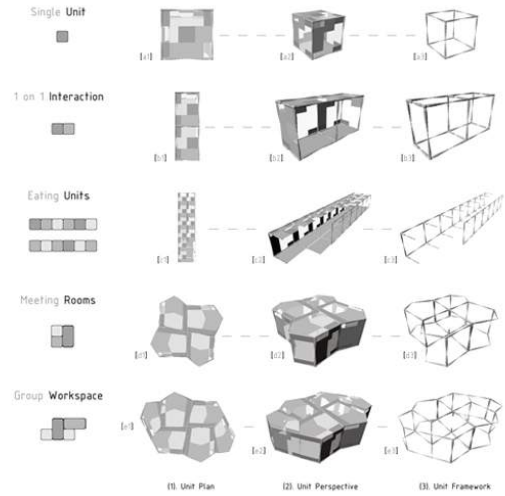 Single Unit
[a1]
[a2]
[a3]
1 on 1 Interaction
[b1]
[b2]
[b3]
Eating Units
[c1]
[c2]
[c3]
Meeting Rooms
[d1]
[d2]
[d3]
Group Workspace
[e1]
[e2]
[e3]
(1). Unit Plan
(2). Unit Perspective
(3). Unit Framework